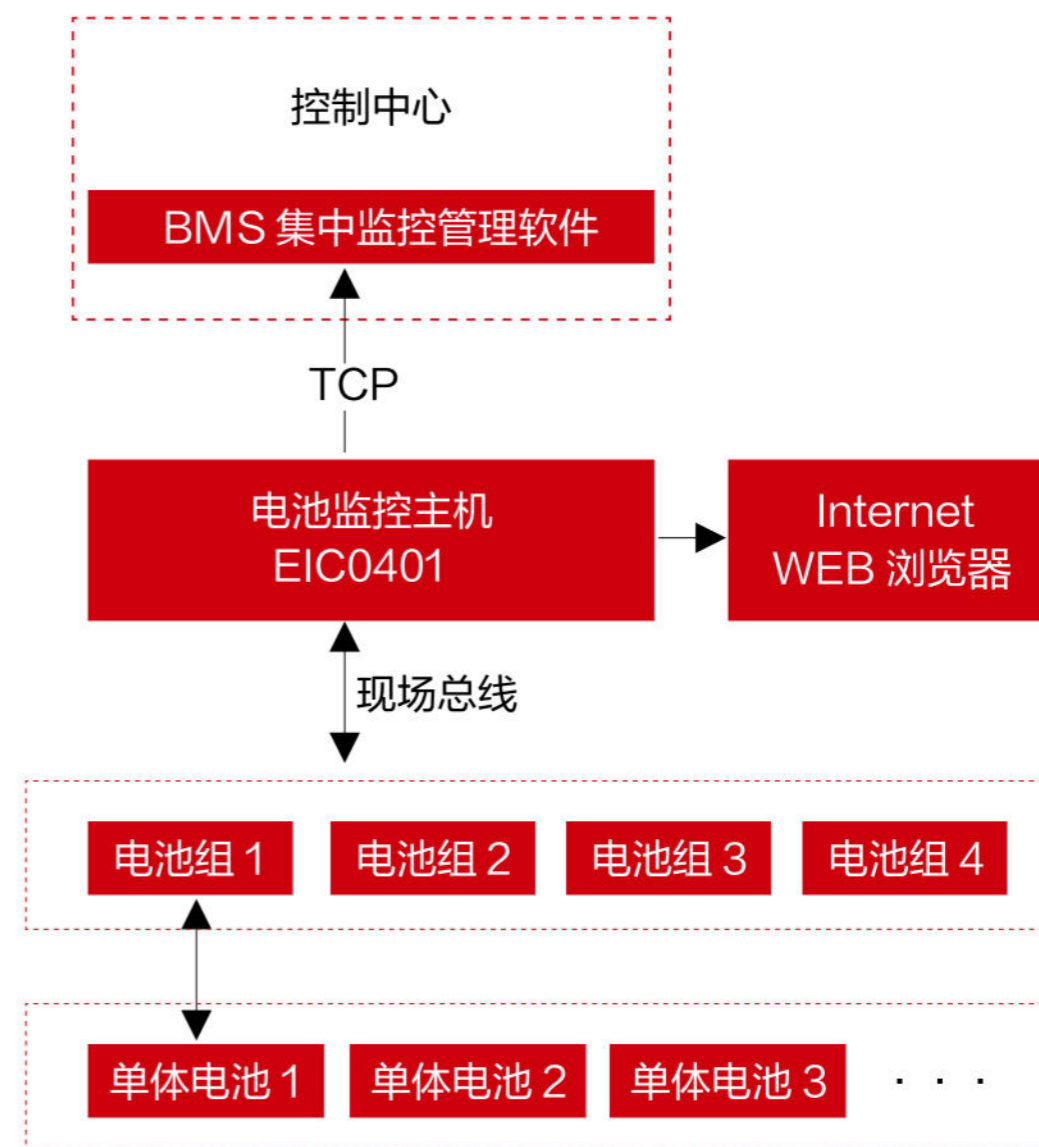 控制中心
BMS 集中监控管理软件
TCP
电池监控主机
EIC0401
Internet
WEB 浏览器
现场总线
电池组 1
电池组 2
电池组 3
电池组 4
单体电池 1
单体电池 2
单体电池 3
· · ·